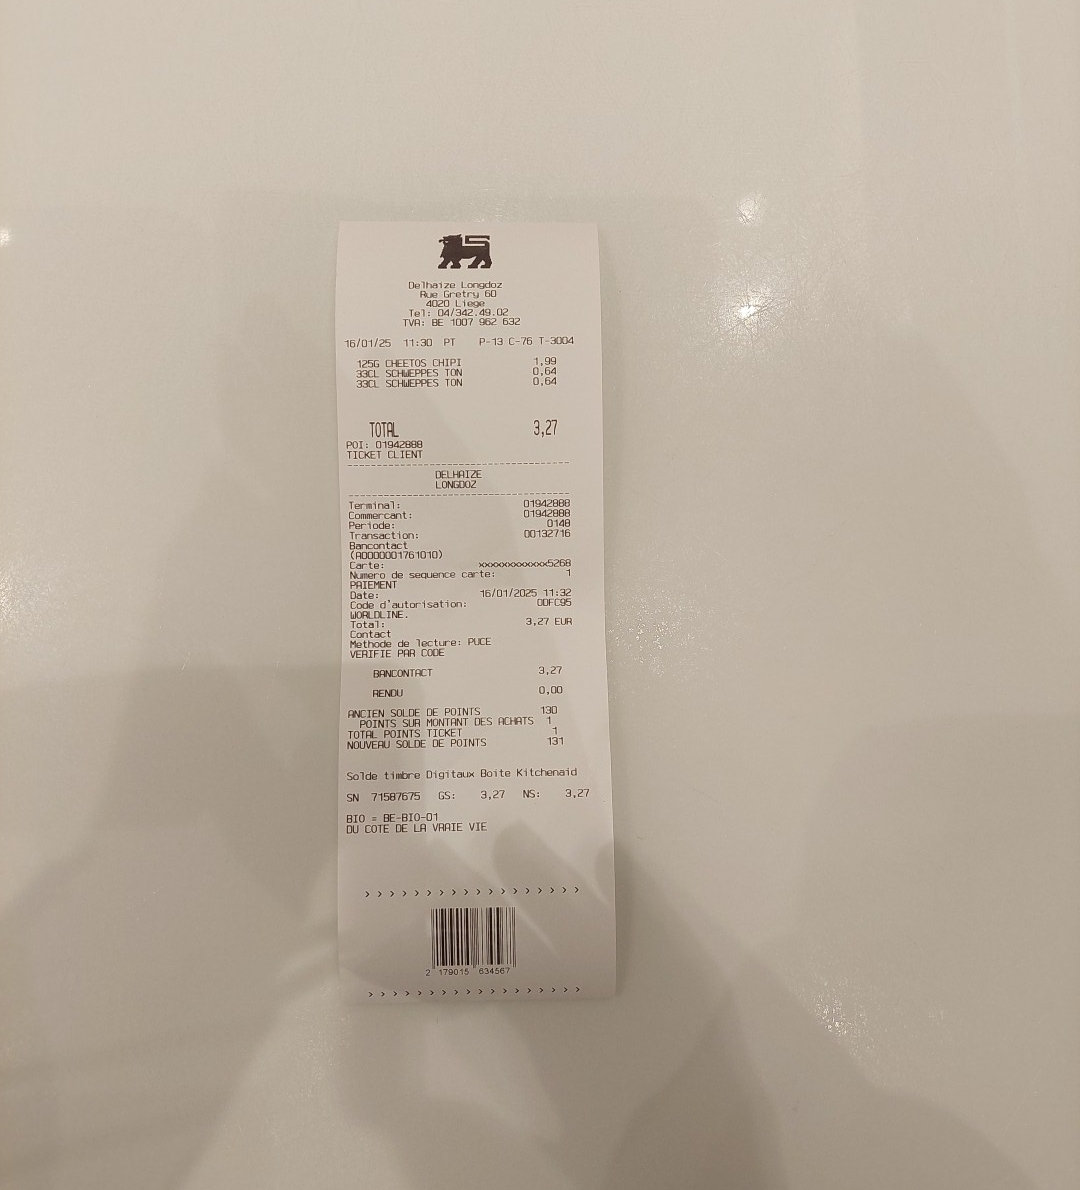 Delhaize Longdoz
Rue Gretry 60
4020 Liege
Tel: 04/342.49.02
TVA: BE 1007 962 632
16/01/25 11:30 PT P-13 C-76 T-3004
125G CHEETOS CHIPI 1,99
33CL SCHWEPPES TON 0,64
33CL SCHWEPPES TON 0,64
TOTAL 3,27
POI: 01942888
TICKET CLIENT
DELHAIZE
LONGDOZ
Terminal: 01942888
Commercant: 01942888
Periode: 0148
Transaction: 00132716
Bancontact
(A0000001761010)
Carte: xxxxxxxxxxxx5268
Numero de sequence carte: 1
PAIEMENT
Date: 16/01/2025 11:32
Code d'autorisation: 0DFC95
WORLDLINE.
Total: 3,27 EUR
Contact
Methode de lecture: PUCE
VERIFIE PAR CODE
BANCONTACT 3,27
RENDU 0,00
ANCIEN SOLDE DE POINTS 130
POINTS SUR MONTANT DES ACHATS 1
TOTAL POINTS TICKET 1
NOUVEAU SOLDE DE POINTS 131
Solde timbre Digitaux Boite Kitchenaid
SN 71587675 GS: 3,27 NS: 3,27
BIO = BE-BIO-01
DU COTE DE LA VRAIE VIE
› › › › › › › › › › › › › › › › › ›
2 179015 634567
› › › › › › › › › › › › › › › › › ›